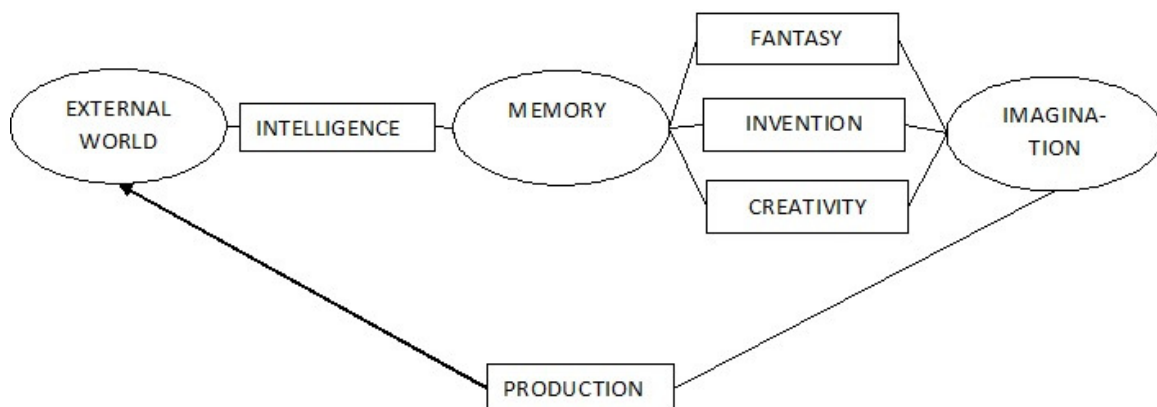 EXTERNAL
WORLD
INTELLIGENCE
MEMORY
FANTASY
INVENTION
CREATIVITY
IMAGINA-
TION
PRODUCTION